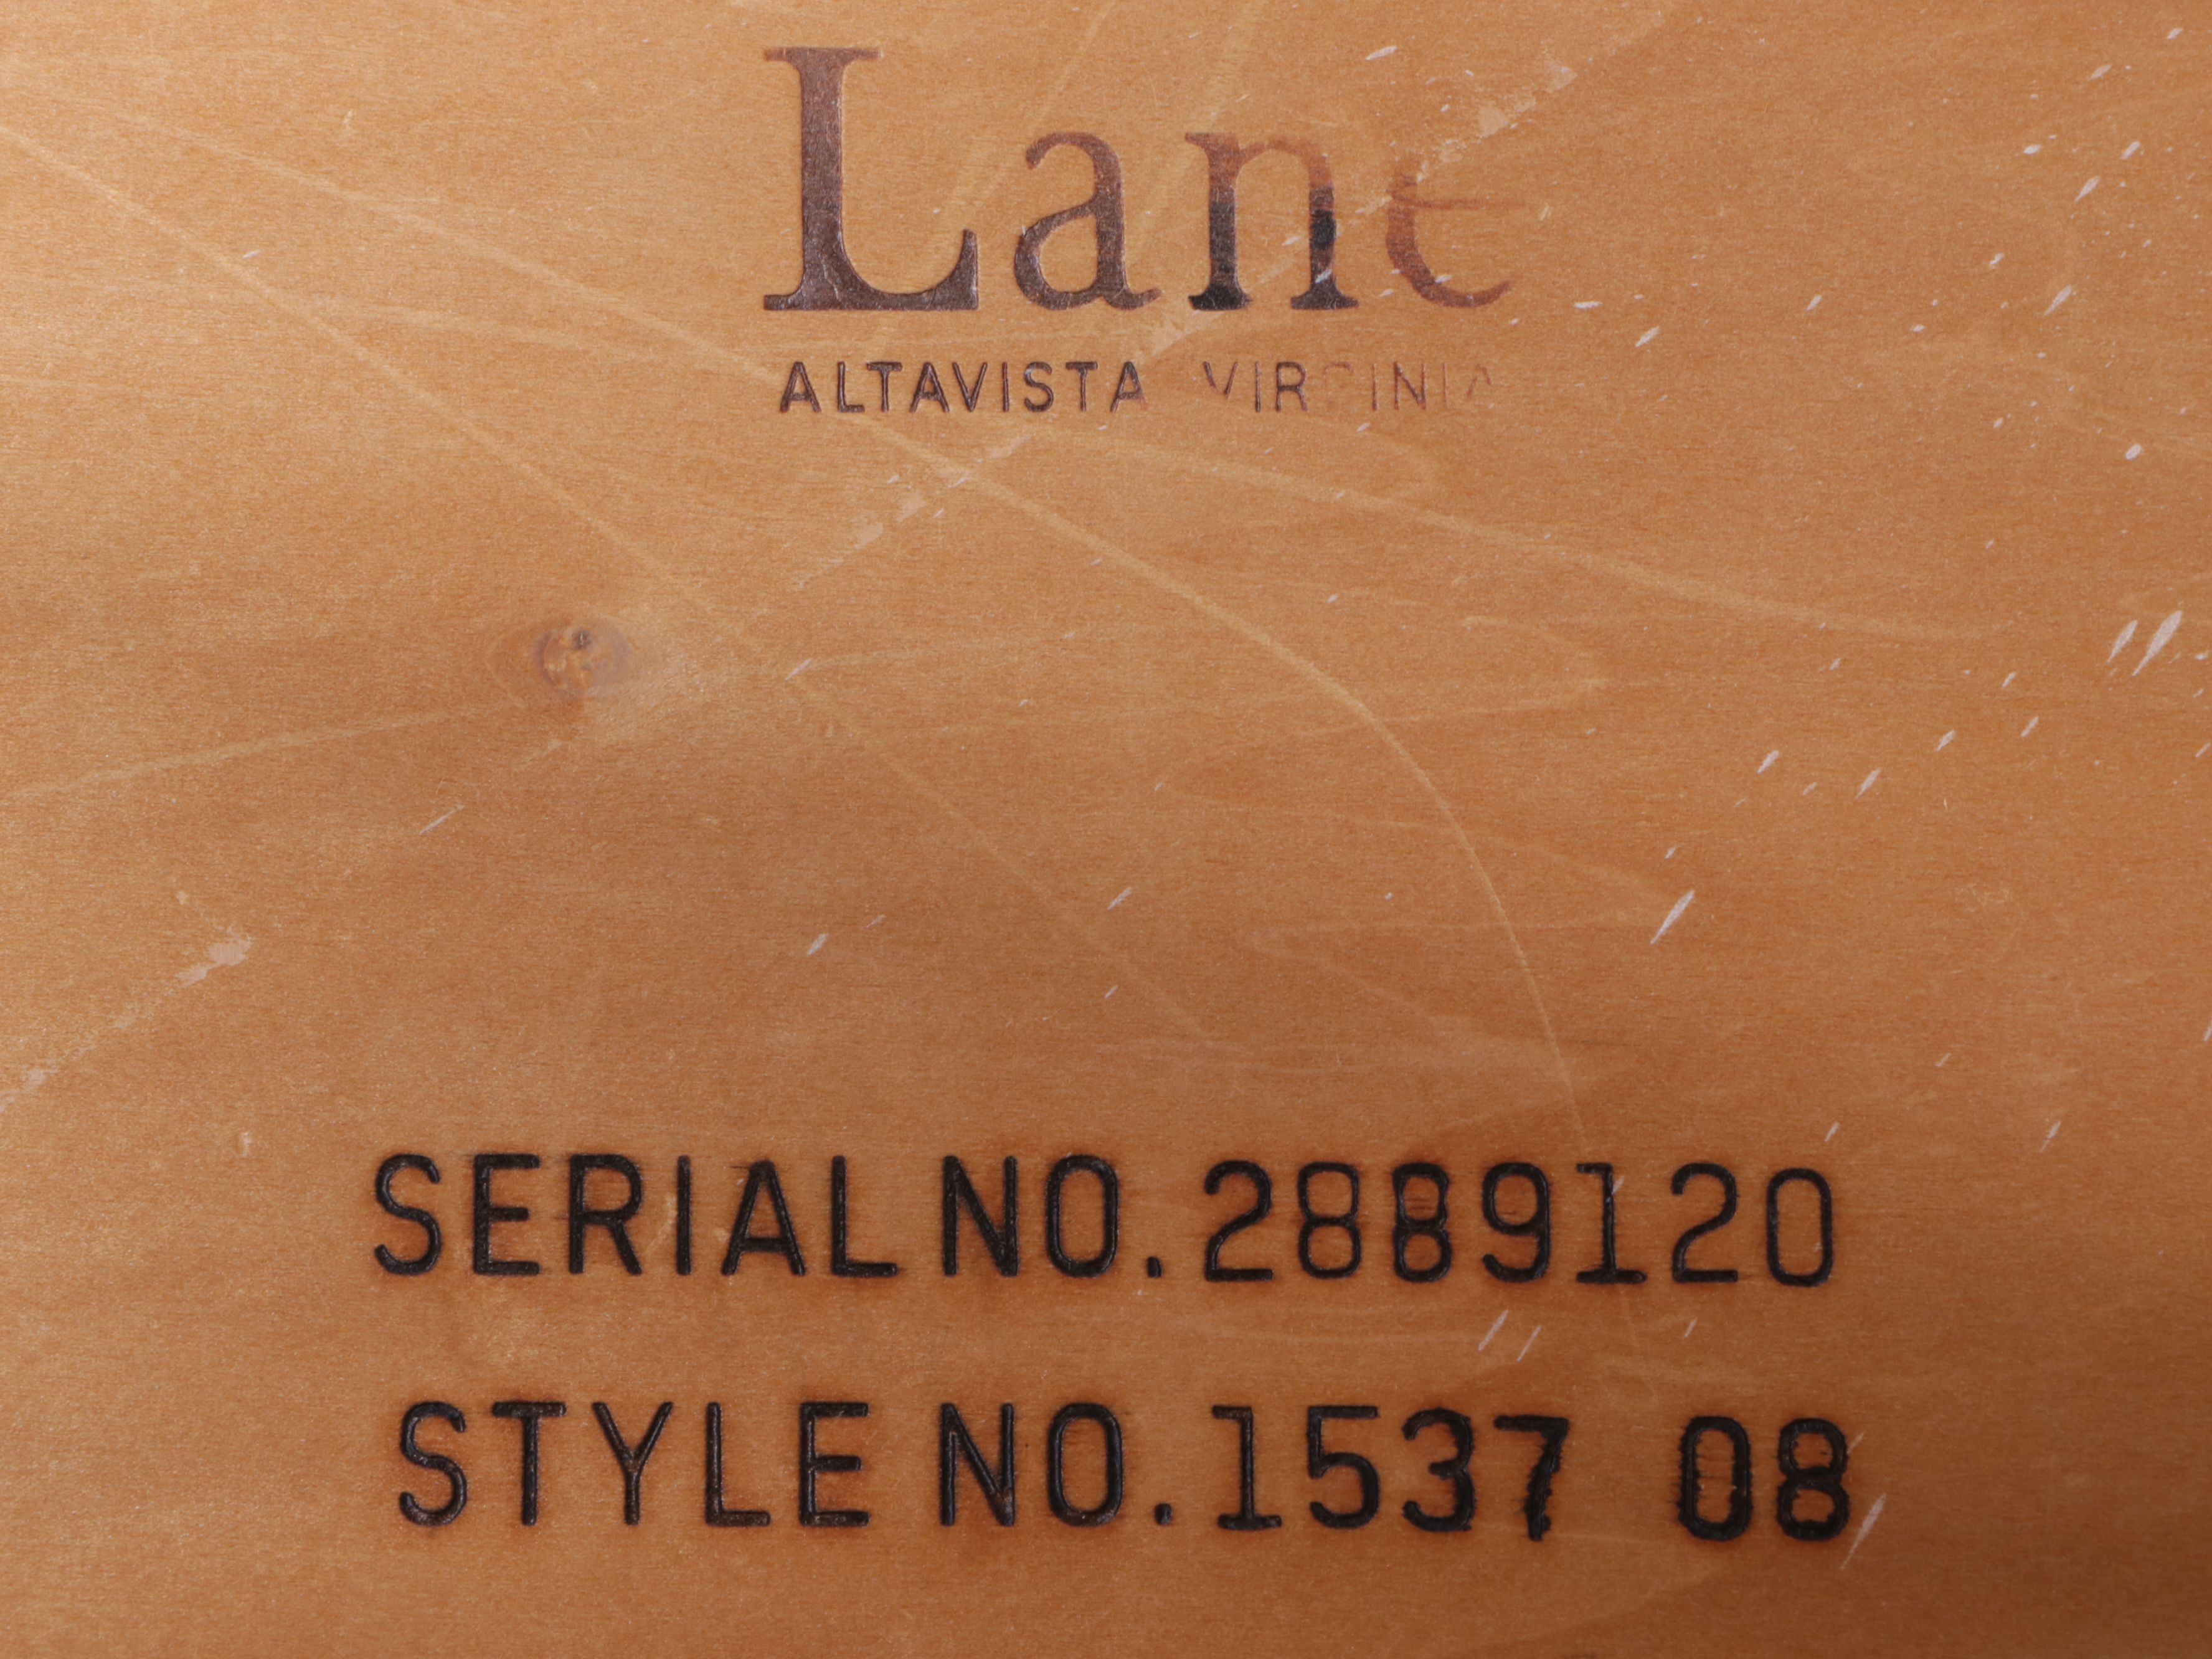 Lane
ALTAVISTA VIRGINIA
SERIAL NO. 2889120
STYLE NO. 1537 08